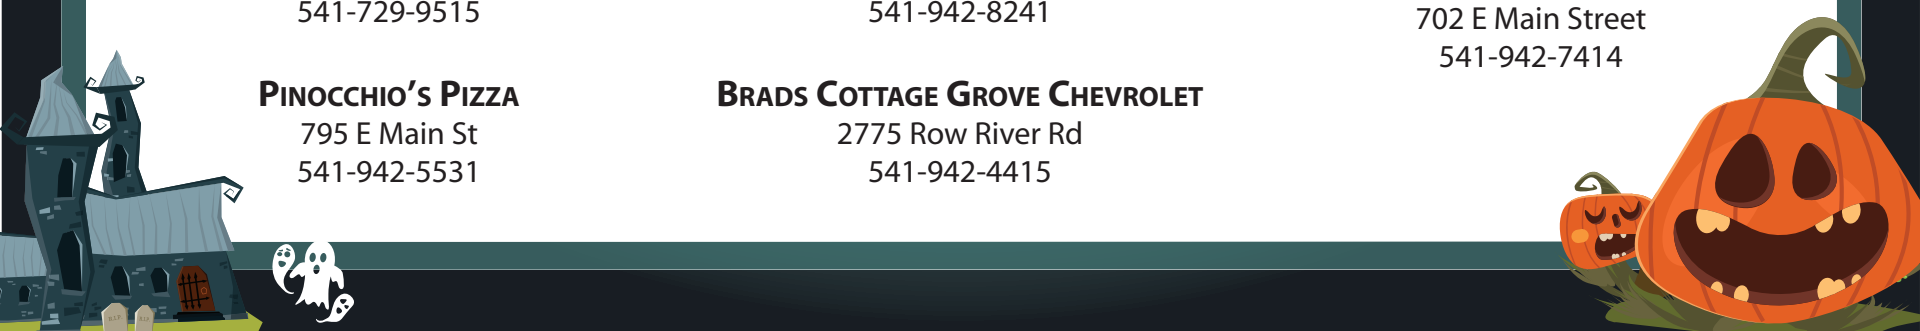 541-729-9515
PINOCCHIO'S PIZZA
795 E Main St
541-942-5531
541-942-8241
BRADS COTTAGE GROVE CHEVROLET
2775 Row River Rd
541-942-4415
702 E Main Street
541-942-7414
R.I.P
R.I.P